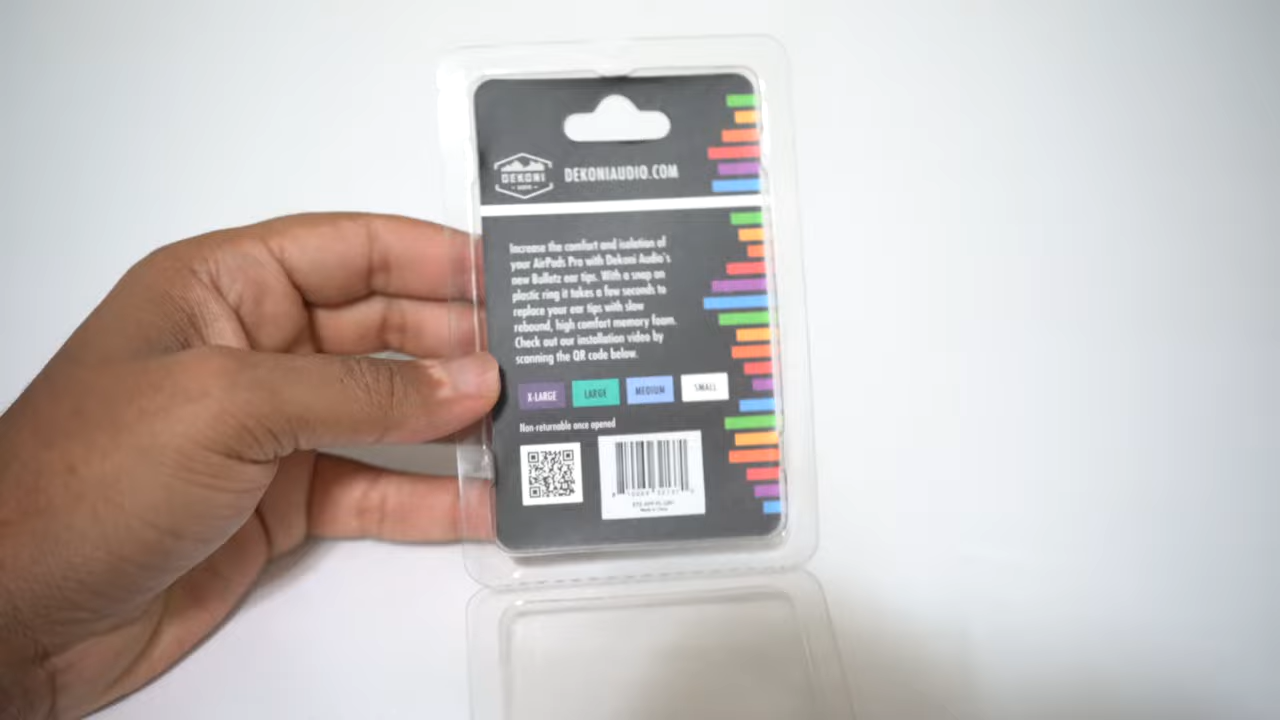 DEKONI
AUDIO
DEKONIAUDIO.COM
Increase the comfort and isolation of
your AirPods Pro with Dekoni Audio's
new Bulletz ear tips. With a snap on
plastic ring it takes a few seconds to
replace your ear tips with slow
rebound, high comfort memory foam.
Check out our installation video by
scanning the QR code below.
X-LARGE
LARGE
MEDIUM
SMALL
Non-returnable once opened
Made in China